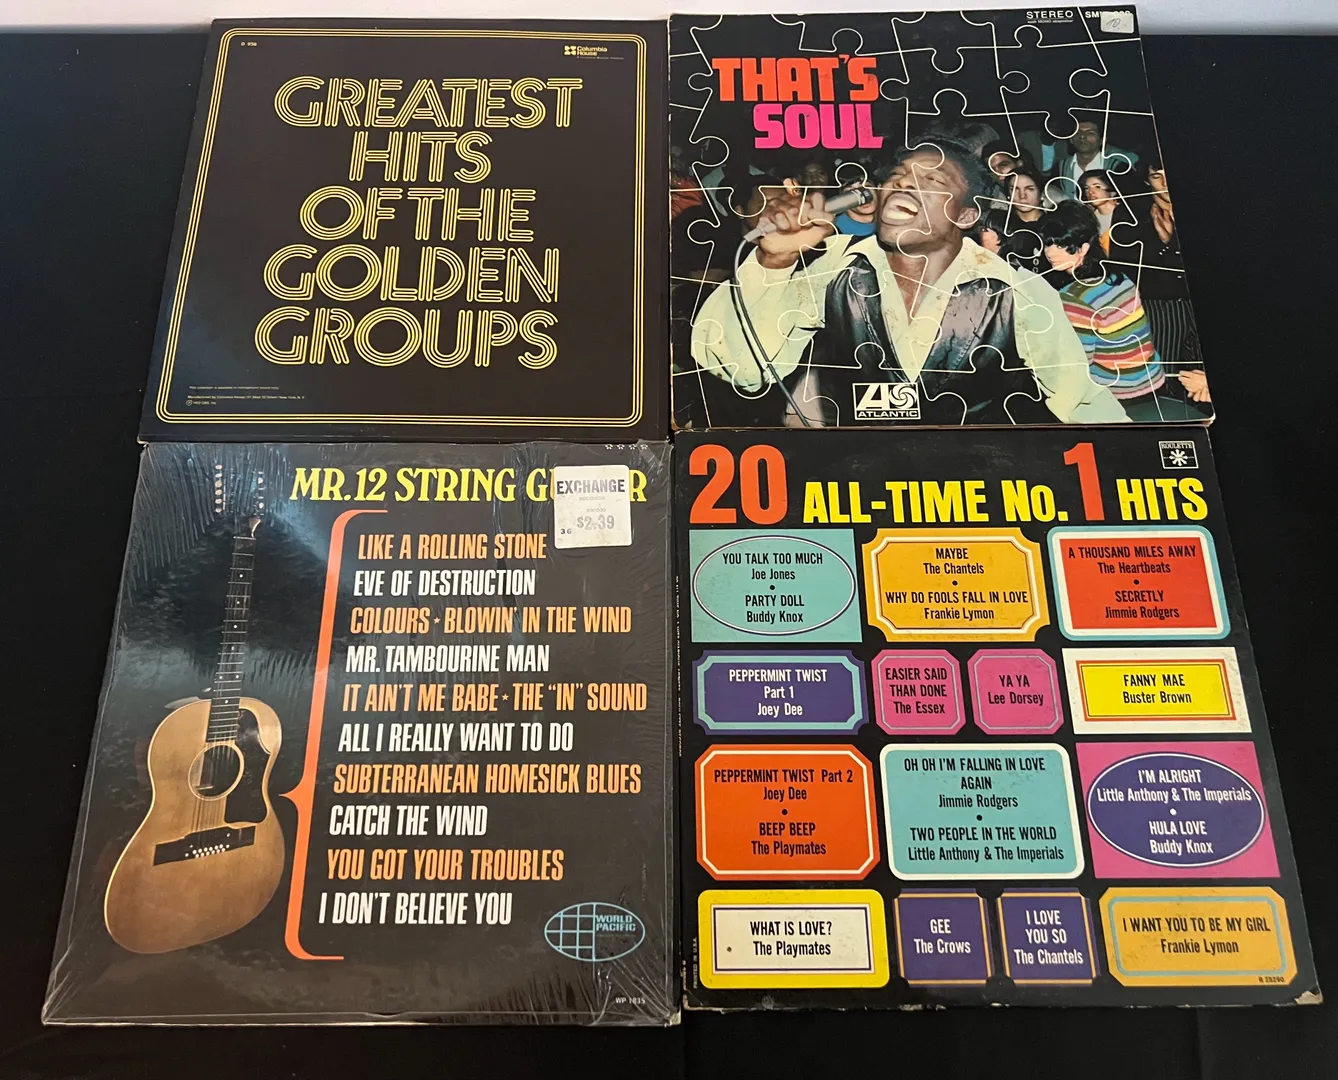 D 956
Columbia
House
GREATEST
HITS
OF THE
GOLDEN
GROUPS
STEREO
THAT'S
SOUL
ATLANTIC
MR. 12 STRING
EXCHANGE
$2.39
36
LIKE A ROLLING STONE
EVE OF DESTRUCTION
COLOURS ★ BLOWIN' IN THE WIND
MR. TAMBOURINE MAN
IT AIN'T ME BABE ★ THE "IN" SOUND
ALL I REALLY WANT TO DO
SUBTERRANEAN HOMESICK BLUES
CATCH THE WIND
YOU GOT YOUR TROUBLES
I DON'T BELIEVE YOU
WORLD
PACIFIC
WP 1835
20 ALL-TIME No. 1 HITS
ROULETTE
YOU TALK TOO MUCH
Joe Jones
•
PARTY DOLL
Buddy Knox
MAYBE
The Chantels
•
WHY DO FOOLS FALL IN LOVE
Frankie Lymon
A THOUSAND MILES AWAY
The Heartbeats
•
SECRETLY
Jimmie Rodgers
PEPPERMINT TWIST
Part 1
Joey Dee
EASIER SAID
THAN DONE
The Essex
YA YA
Lee Dorsey
FANNY MAE
Buster Brown
PEPPERMINT TWIST Part 2
Joey Dee
•
BEEP BEEP
The Playmates
OH OH I'M FALLING IN LOVE
AGAIN
Jimmie Rodgers
•
TWO PEOPLE IN THE WORLD
Little Anthony & The Imperials
I'M ALRIGHT
Little Anthony & The Imperials
•
HULA LOVE
Buddy Knox
WHAT IS LOVE?
The Playmates
GEE
The Crows
I LOVE
YOU SO
The Chantels
I WANT YOU TO BE MY GIRL
Frankie Lymon
R 25290
PRINTED IN U.S.A.